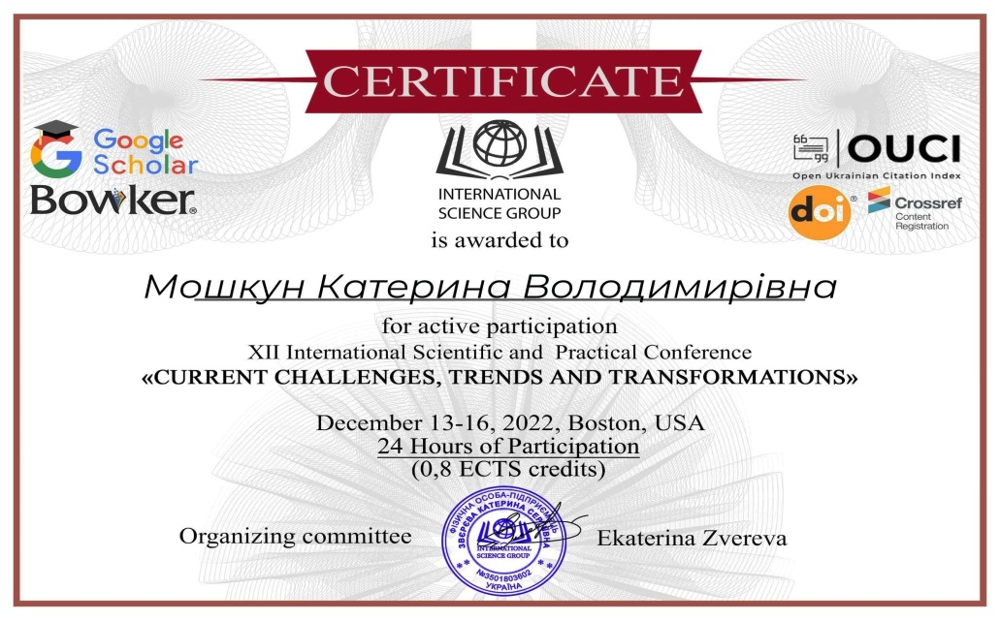 CERTIFICATE
Google
Scholar
Bowker®
INTERNATIONAL
SCIENCE GROUP
OUCI
Open Ukrainian Citation Index
doi®
Crossref
Content
Registration
is awarded to
Мошкун Катерина Володимирівна
for active participation
XII International Scientific and Practical Conference
«CURRENT CHALLENGES, TRENDS AND TRANSFORMATIONS»
December 13-16, 2022, Boston, USA
24 Hours of Participation
(0,8 ECTS credits)
Organizing committee
ФІЗИЧНА ОСОБА-ПІДПРИЄМЕЦЬ
ЗВЄРЄВА КАТЕРИНА СЕРГІЇВНА
INTERNATIONAL
SCIENCE GROUP
№3501803602
УКРАЇНА
Ekaterina Zvereva